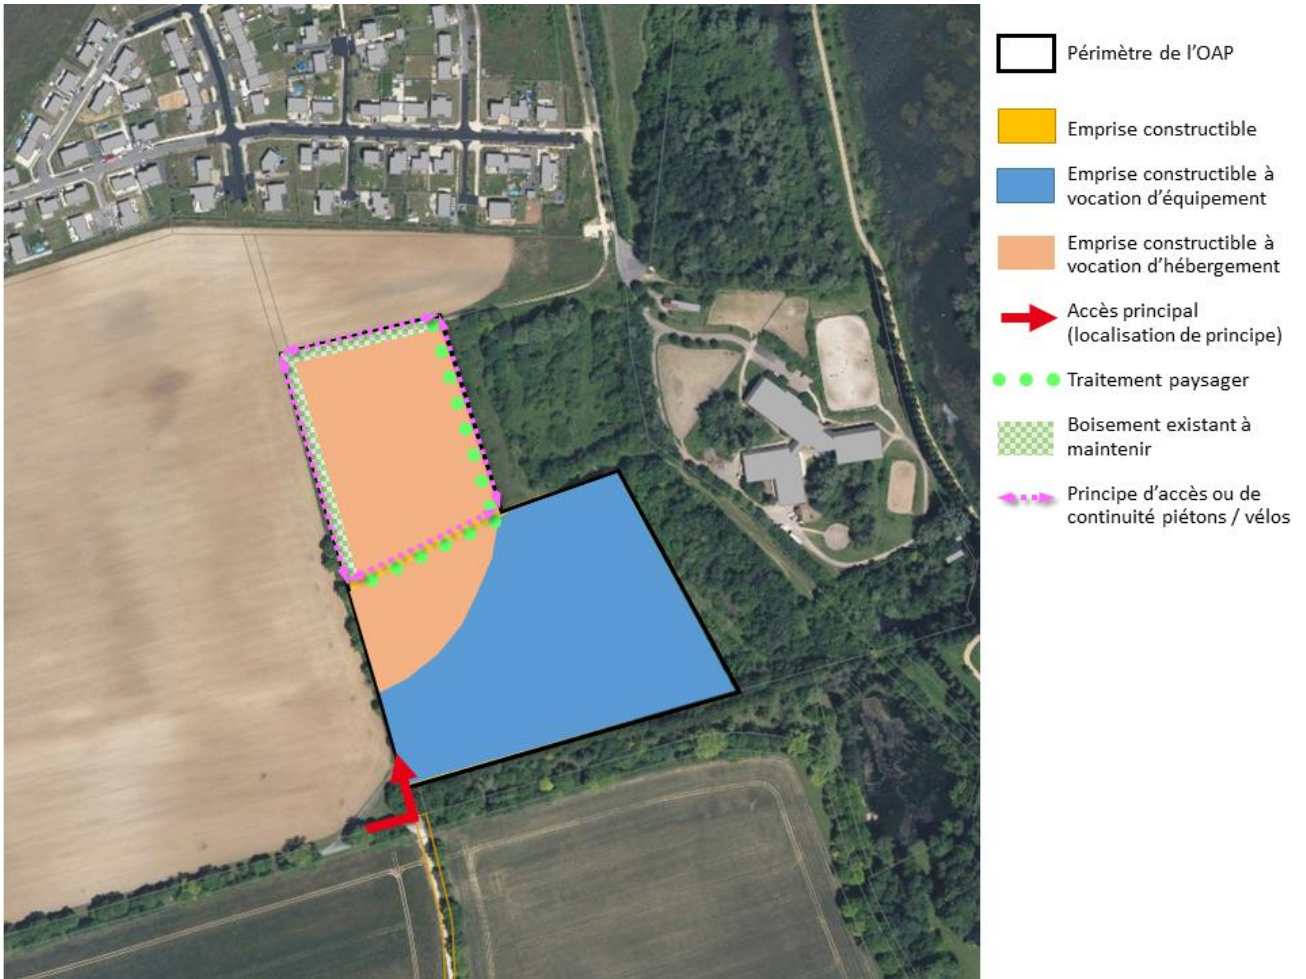 Périmètre de l’OAP
Emprise constructible
Emprise constructible à
vocation d’équipement
Emprise constructible à
vocation d’hébergement
Accès principal
(localisation de principe)
Traitement paysager
Boisement existant à
maintenir
Principe d’accès ou de
continuité piétons / vélos